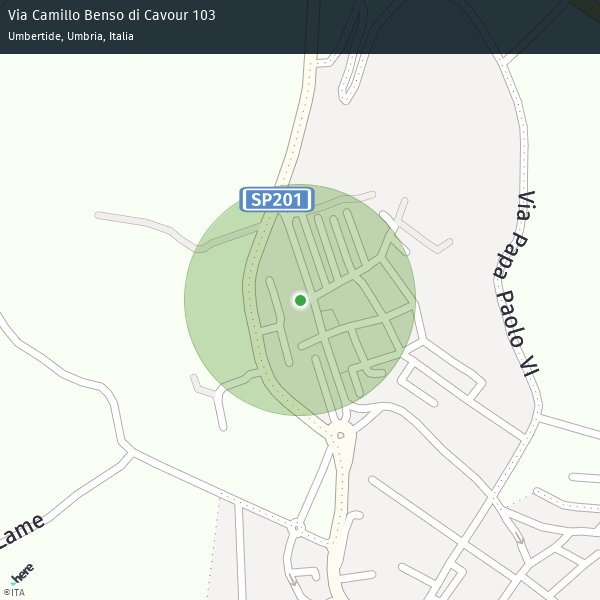 Via Camillo Benso di Cavour 103
Umbertide, Umbria, Italia
SP201
Via Papa Paolo VI
Lame
here
©ITA